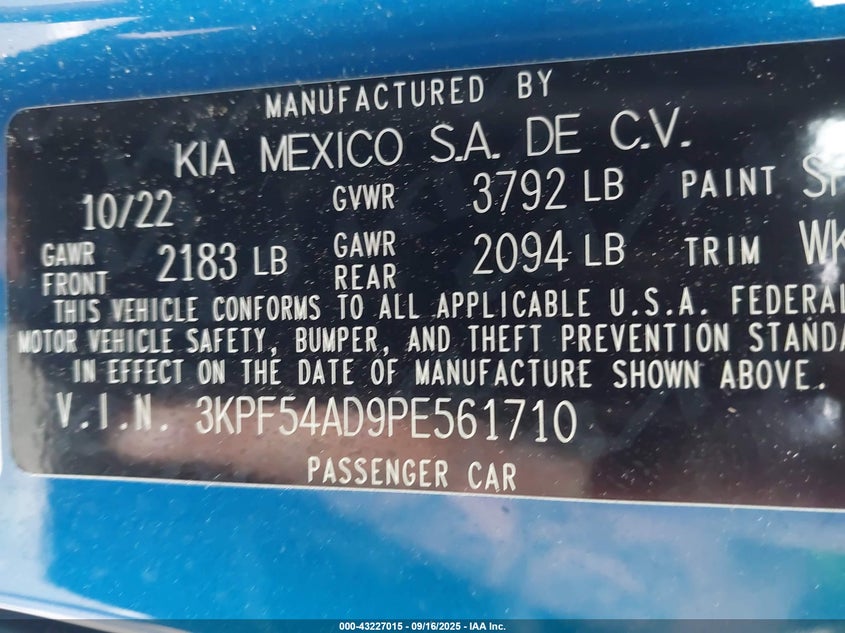 MANUFACTURED BY
KIA MEXICO S.A. DE C.V.
10/22 GVWR 3792 LB PAINT
GAWR FRONT 2183 LB GAWR REAR 2094 LB TRIM WK
THIS VEHICLE CONFORMS TO ALL APPLICABLE U.S.A. FEDERAL
MOTOR VEHICLE SAFETY, BUMPER, AND THEFT PREVENTION STANDA
IN EFFECT ON THE DATE OF MANUFACTURE SHOWN ABOVE.
V.I.N. 3KPF54AD9PE561710
PASSENGER CAR
000-43227015 - 09/16/2025 - IAA Inc.